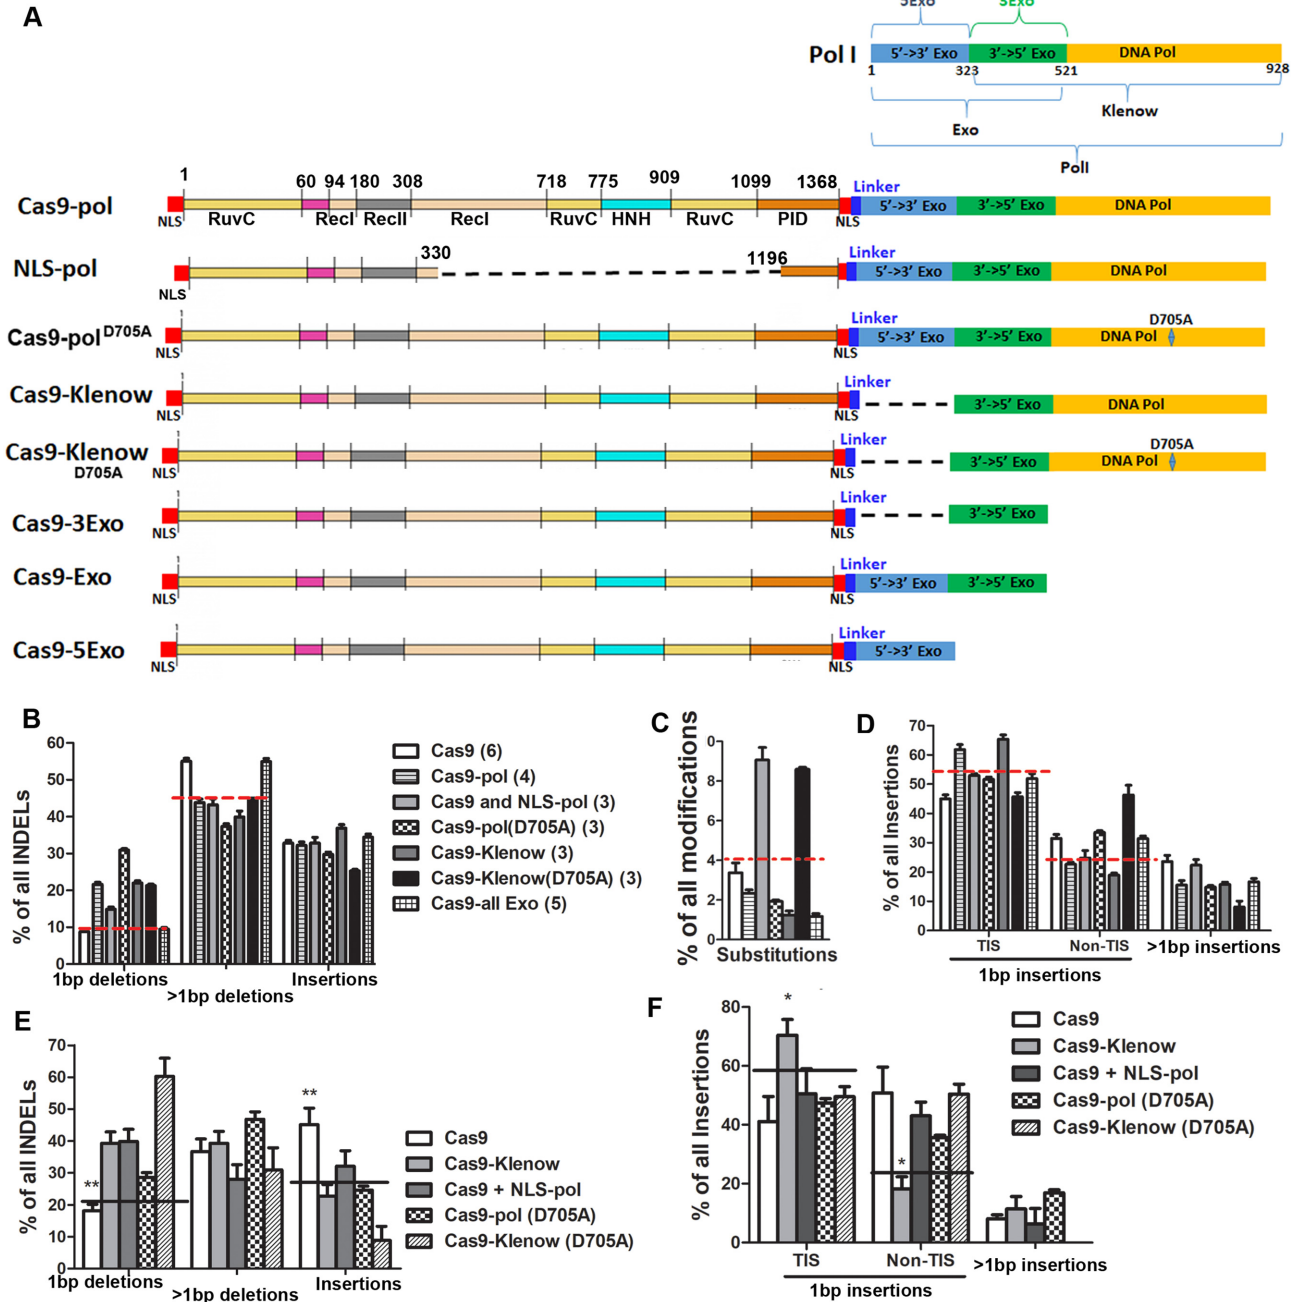 A
5Exo 3Exo
Pol I 5'->3' Exo 3'->5' Exo DNA Pol
1 323 521 928
Klenow
Exo
PolI
1 60 94 180 308 718 775 909 1099 1368 Linker
Cas9-pol 5'->3' Exo 3'->5' Exo DNA Pol
NLS RuvC RecI RecII RecI RuvC HNH RuvC PID NLS
330 1196 Linker
NLS-pol 5'->3' Exo 3'->5' Exo DNA Pol
NLS NLS
1 Linker D705A
Cas9-pol D705A 5'->3' Exo 3'->5' Exo DNA Pol
NLS NLS
1 Linker
Cas9-Klenow 3'->5' Exo DNA Pol
NLS NLS
1 Linker D705A
Cas9-Klenow 3'->5' Exo DNA Pol
D705A NLS NLS
1 Linker
Cas9-3Exo 3'->5' Exo
NLS NLS
1 Linker
Cas9-Exo 5'->3' Exo 3'->5' Exo
NLS NLS
1 Linker
Cas9-5Exo 5'->3' Exo
NLS NLS
B
% of all INDELs
60
50
40
30
20
10
0
1bp deletions >1bp deletions Insertions
Cas9 (6)
Cas9-pol (4)
Cas9 and NLS-pol (3)
Cas9-pol(D705A) (3)
Cas9-Klenow (3)
Cas9-Klenow(D705A) (3)
Cas9-all Exo (5)
C
% of all modifications
0
8
6
4
2
0
Substitutions
D
% of all Insertions
70
60
50
40
30
20
10
0
TIS Non-TIS >1bp insertions
1bp insertions
E
% of all INDELs
70
60
50
40
30
20
10
0
** **
1bp deletions >1bp deletions Insertions
Cas9
Cas9-Klenow
Cas9 + NLS-pol
Cas9-pol (D705A)
Cas9-Klenow (D705A)
F
% of all Insertions
80
60
40
20
0
* *
TIS Non-TIS >1bp insertions
1bp insertions
Cas9
Cas9-Klenow
Cas9 + NLS-pol
Cas9-pol (D705A)
Cas9-Klenow (D705A)